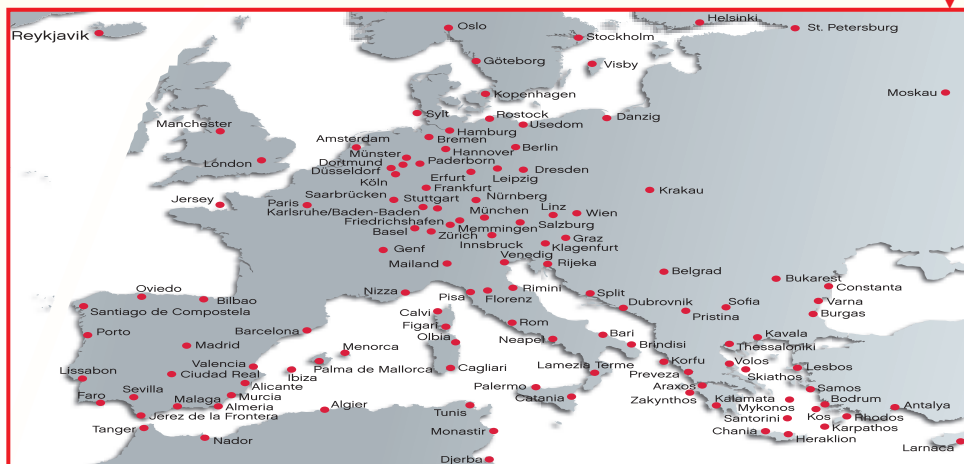 Helsinki
Oslo
St. Petersburg
Reykjavik
Stockholm
Göteborg
Visby
Moskau
Kopenhagen
Sylt
Rostock
Manchester
Usedom
Danzig
Hamburg
Amsterdam
Bremen
Münster
Hannover
Berlin
London
Dortmund
Paderborn
Düsseldorf
Erfurt
Leipzig
Dresden
Köln
Frankfurt
Krakau
Saarbrücken
Stuttgart
Nürnberg
Jersey
Paris
Karlsruhe/Baden-Baden
München
Linz
Wien
Friedrichshafen
Memmingen
Salzburg
Basel
Zürich
Graz
Innsbruck
Klagenfurt
Genf
Venedig
Mailand
Rijeka
Belgrad
Bukarest
Constanta
Oviedo
Bilbao
Nizza
Pisa
Florenz
Rimini
Split
Dubrovnik
Sofia
Varna
Santiago de Compostela
Calvi
Pristina
Burgas
Porto
Barcelona
Figari
Rom
Olbia
Neapel
Bari
Brindisi
Kavala
Thessaloniki
Madrid
Menorca
Valencia
Palma de Mallorca
Cagliari
Lamezia Terme
Korfu
Volos
Lesbos
Lissabon
Ciudad Real
Ibiza
Preveza
Skiathos
Sevilla
Alicante
Palermo
Araxos
Samos
Faro
Malaga
Murcia
Catania
Zakynthos
Kalamata
Bodrum
Jerez de la Frontera
Almeria
Algier
Tunis
Mykonos
Kos
Rhodos
Antalya
Tanger
Santorini
Karpathos
Nador
Monastir
Chania
Heraklion
Larnaca
Djerba